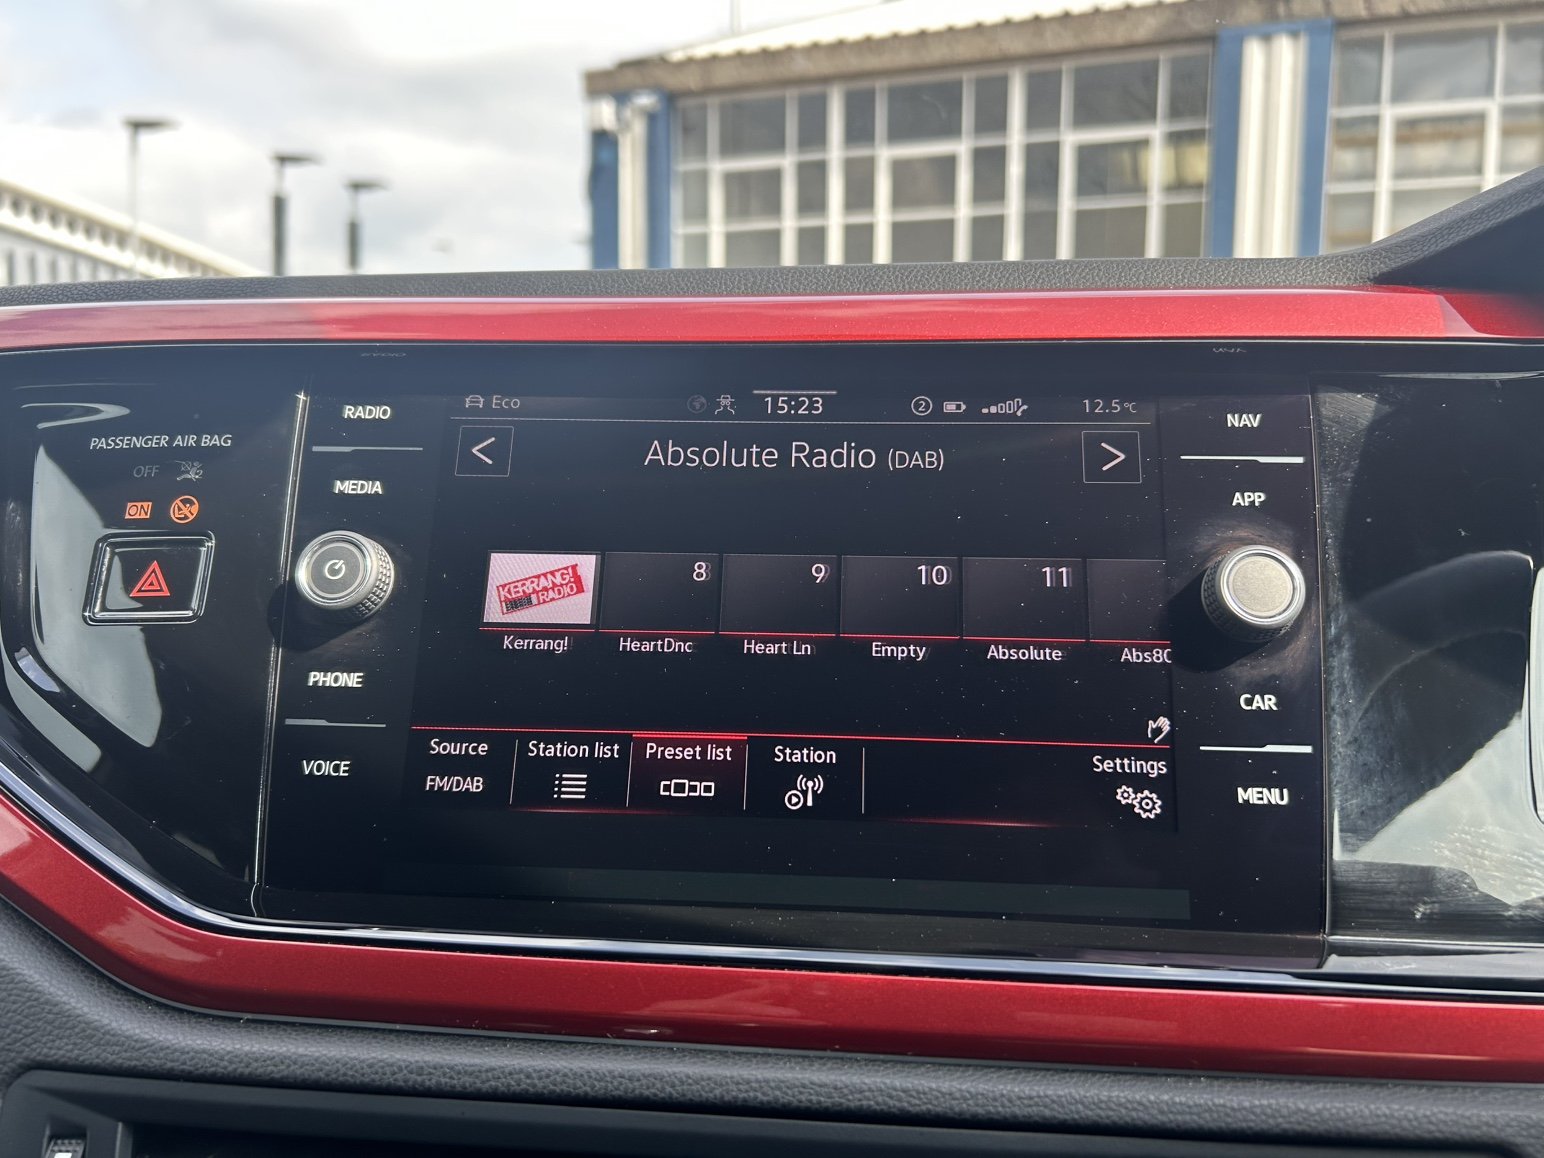 PASSENGER AIR BAG
OFF 2
ON
RADIO
MEDIA
PHONE
VOICE
Eco
15:23
2
12.5°C
Absolute Radio (DAB)
KERRANG!
RADIO
8
9
10
11
Kerrang!
HeartDnc
Heart Ln
Empty
Absolute
Abs80
Source
FM/DAB
Station list
Preset list
Station
Settings
NAV
APP
CAR
MENU